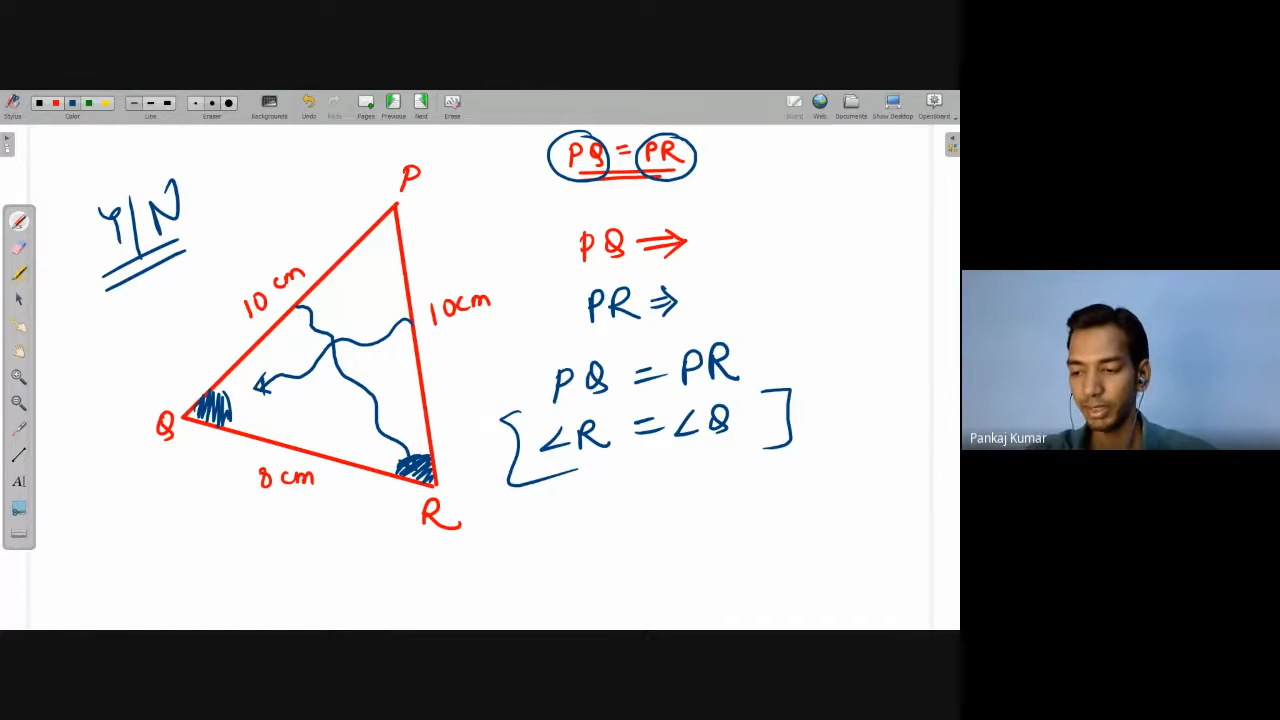 Stylus
Color
Line
Eraser
Backgrounds
Undo
Redo
Pages
Previous
Next
Erase
Board
Web
Documents
Show Desktop
OpenBoard
PQ = PR
P
Y/N
PQ ⇒
10 cm
10cm
PR ⇒
PQ = PR
Q
[∠R = ∠Q]
8 cm
R
AI
Pankaj Kumar